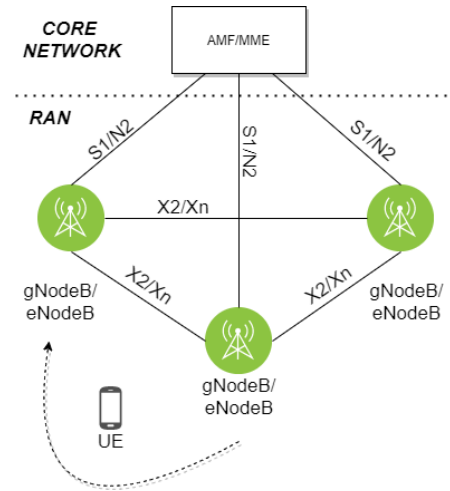 CORE
NETWORK
AMF/MME
RAN
S1/N2
S1/N2
S1/N2
X2/Xn
gNodeB/
eNodeB
gNodeB/
eNodeB
X2/Xn
X2/Xn
gNodeB/
eNodeB
UE